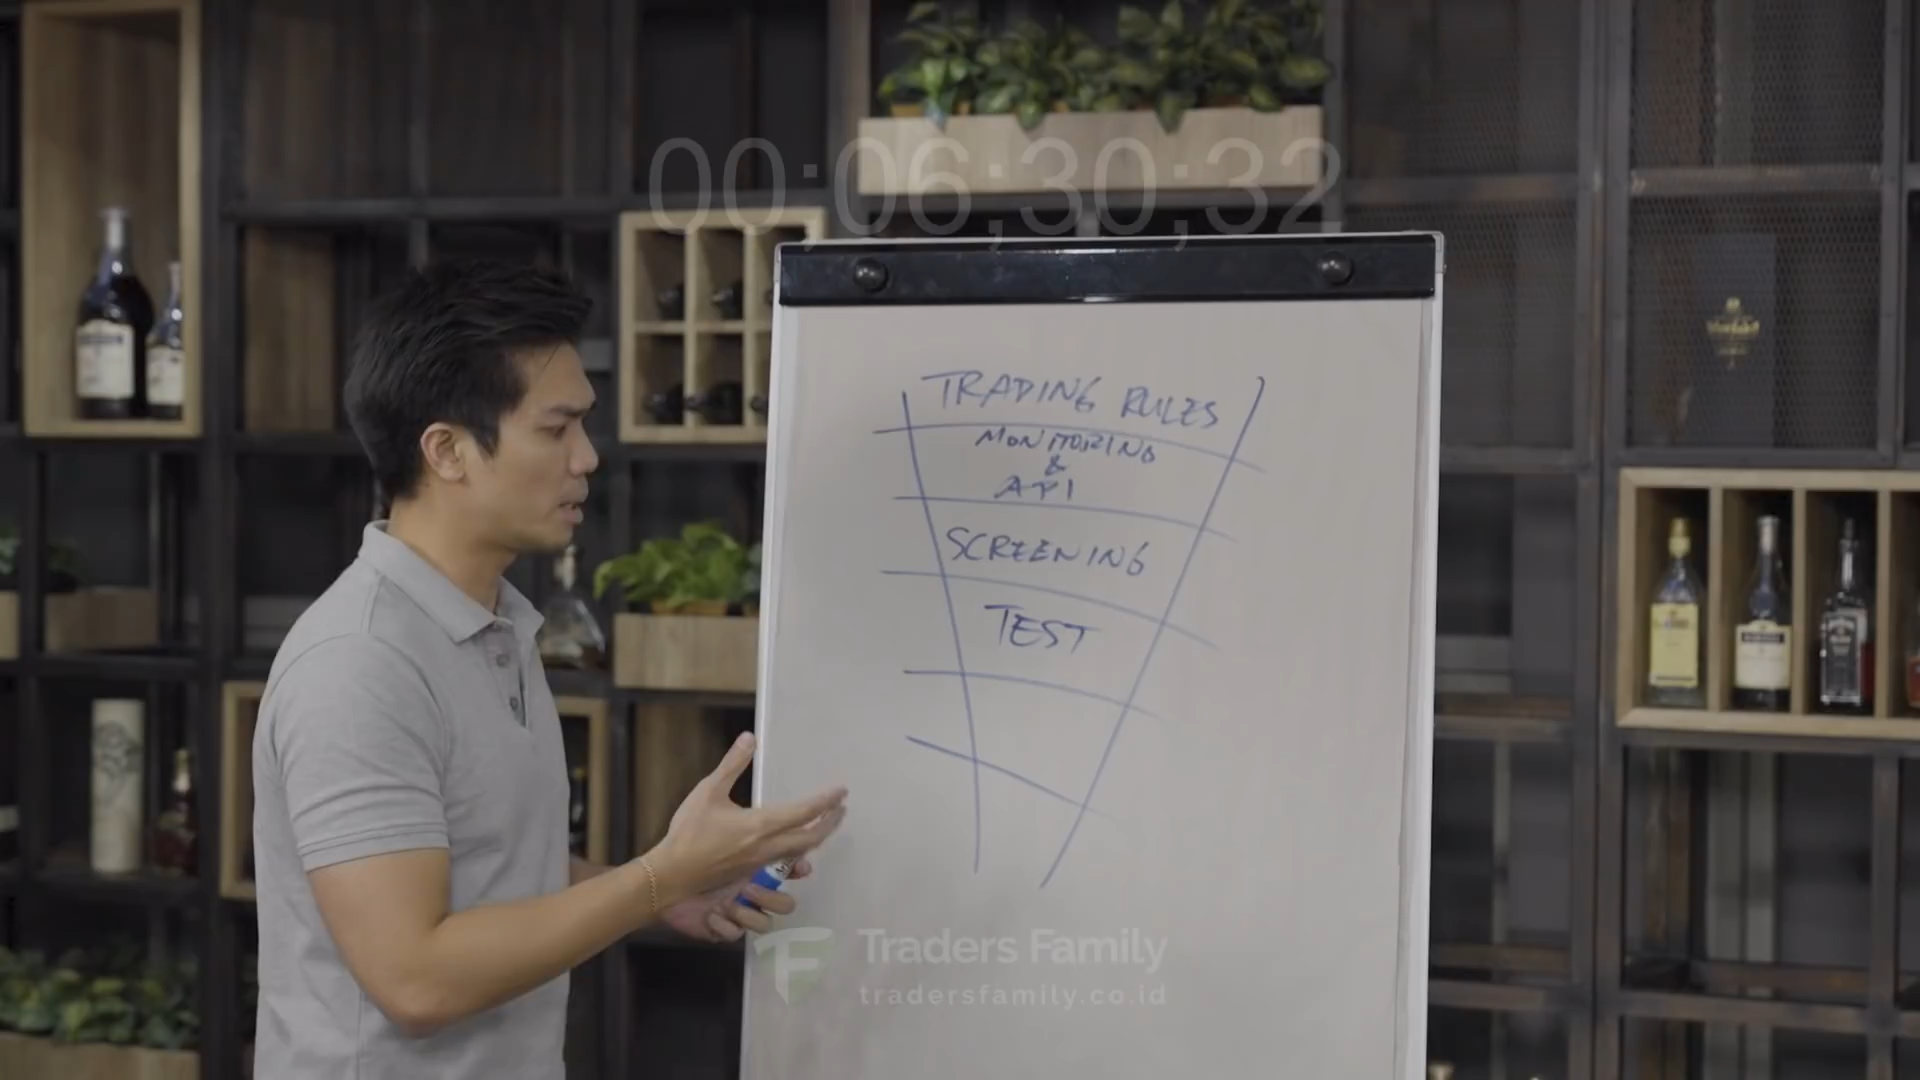 00;06;30;32
TRADING RULES
MONITORING
&
API
SCREENING
TEST
Traders Family
tradersfamily.co.id